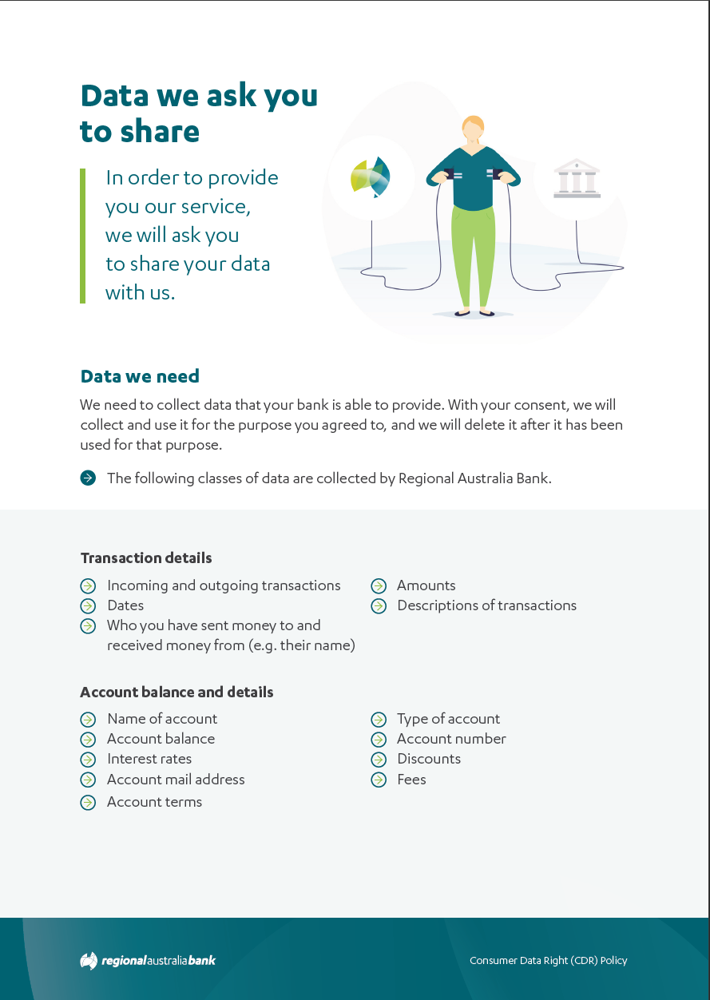 Data we ask you
to share
In order to provide
you our service,
we will ask you
to share your data
with us.
Data we need
We need to collect data that your bank is able to provide. With your consent, we will
collect and use it for the purpose you agreed to, and we will delete it after it has been
used for that purpose.
The following classes of data are collected by Regional Australia Bank.
Transaction details
Incoming and outgoing transactions
Dates
Who you have sent money to and
received money from (e.g. their name)
Amounts
Descriptions of transactions
Account balance and details
Name of account
Account balance
Interest rates
Account mail address
Account terms
Type of account
Account number
Discounts
Fees
regionalaustraliabank
Consumer Data Right (CDR) Policy